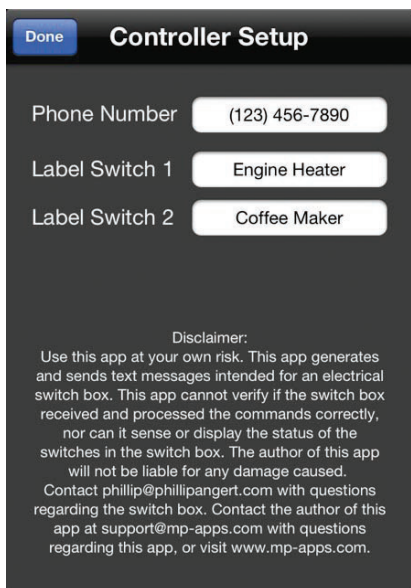 Done
Controller Setup
Phone Number
(123) 456-7890
Label Switch 1
Engine Heater
Label Switch 2
Coffee Maker
Disclaimer:
Use this app at your own risk. This app generates
and sends text messages intended for an electrical
switch box. This app cannot verify if the switch box
received and processed the commands correctly,
nor can it sense or display the status of the
switches in the switch box. The author of this app
will not be liable for any damage caused.
Contact phillip@phillipangert.com with questions
regarding the switch box. Contact the author of this
app at support@mp-apps.com with questions
regarding this app, or visit www.mp-apps.com.